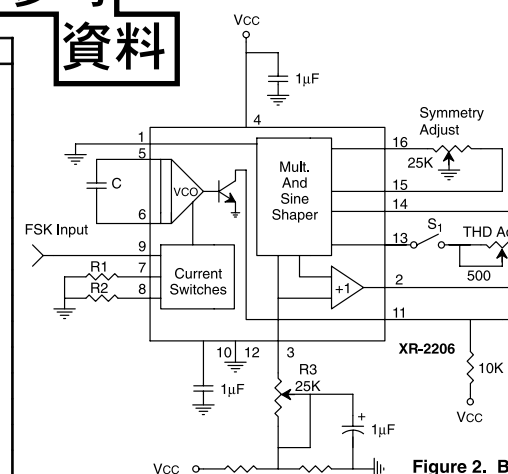 資料
VCC
1µF
4
1
5
C
VCO
6
FSK Input
9
R1
7
R2
8
Current
Switches
Mult.
And
Sine
Shaper
+1
Symmetry
Adjust
16
25K
15
14
13
S1
THD
500
2
11
XR-2206
10K
VCC
10
12
3
1µF
R3
25K
+
1µF
VCC
Figure 2.